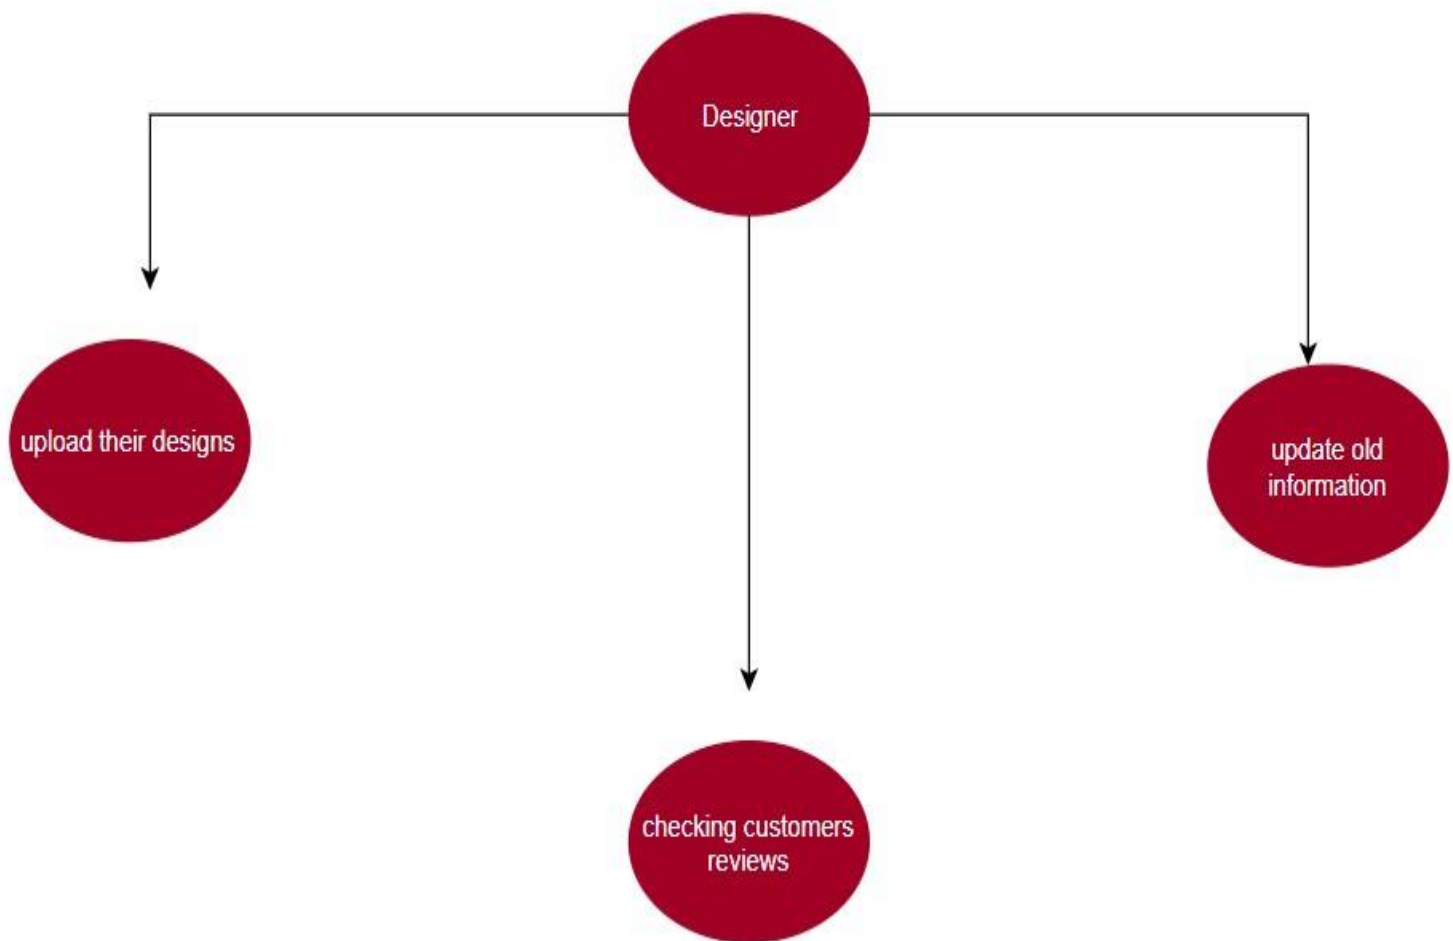 Designer
upload their designs
update old
information
checking customers
reviews